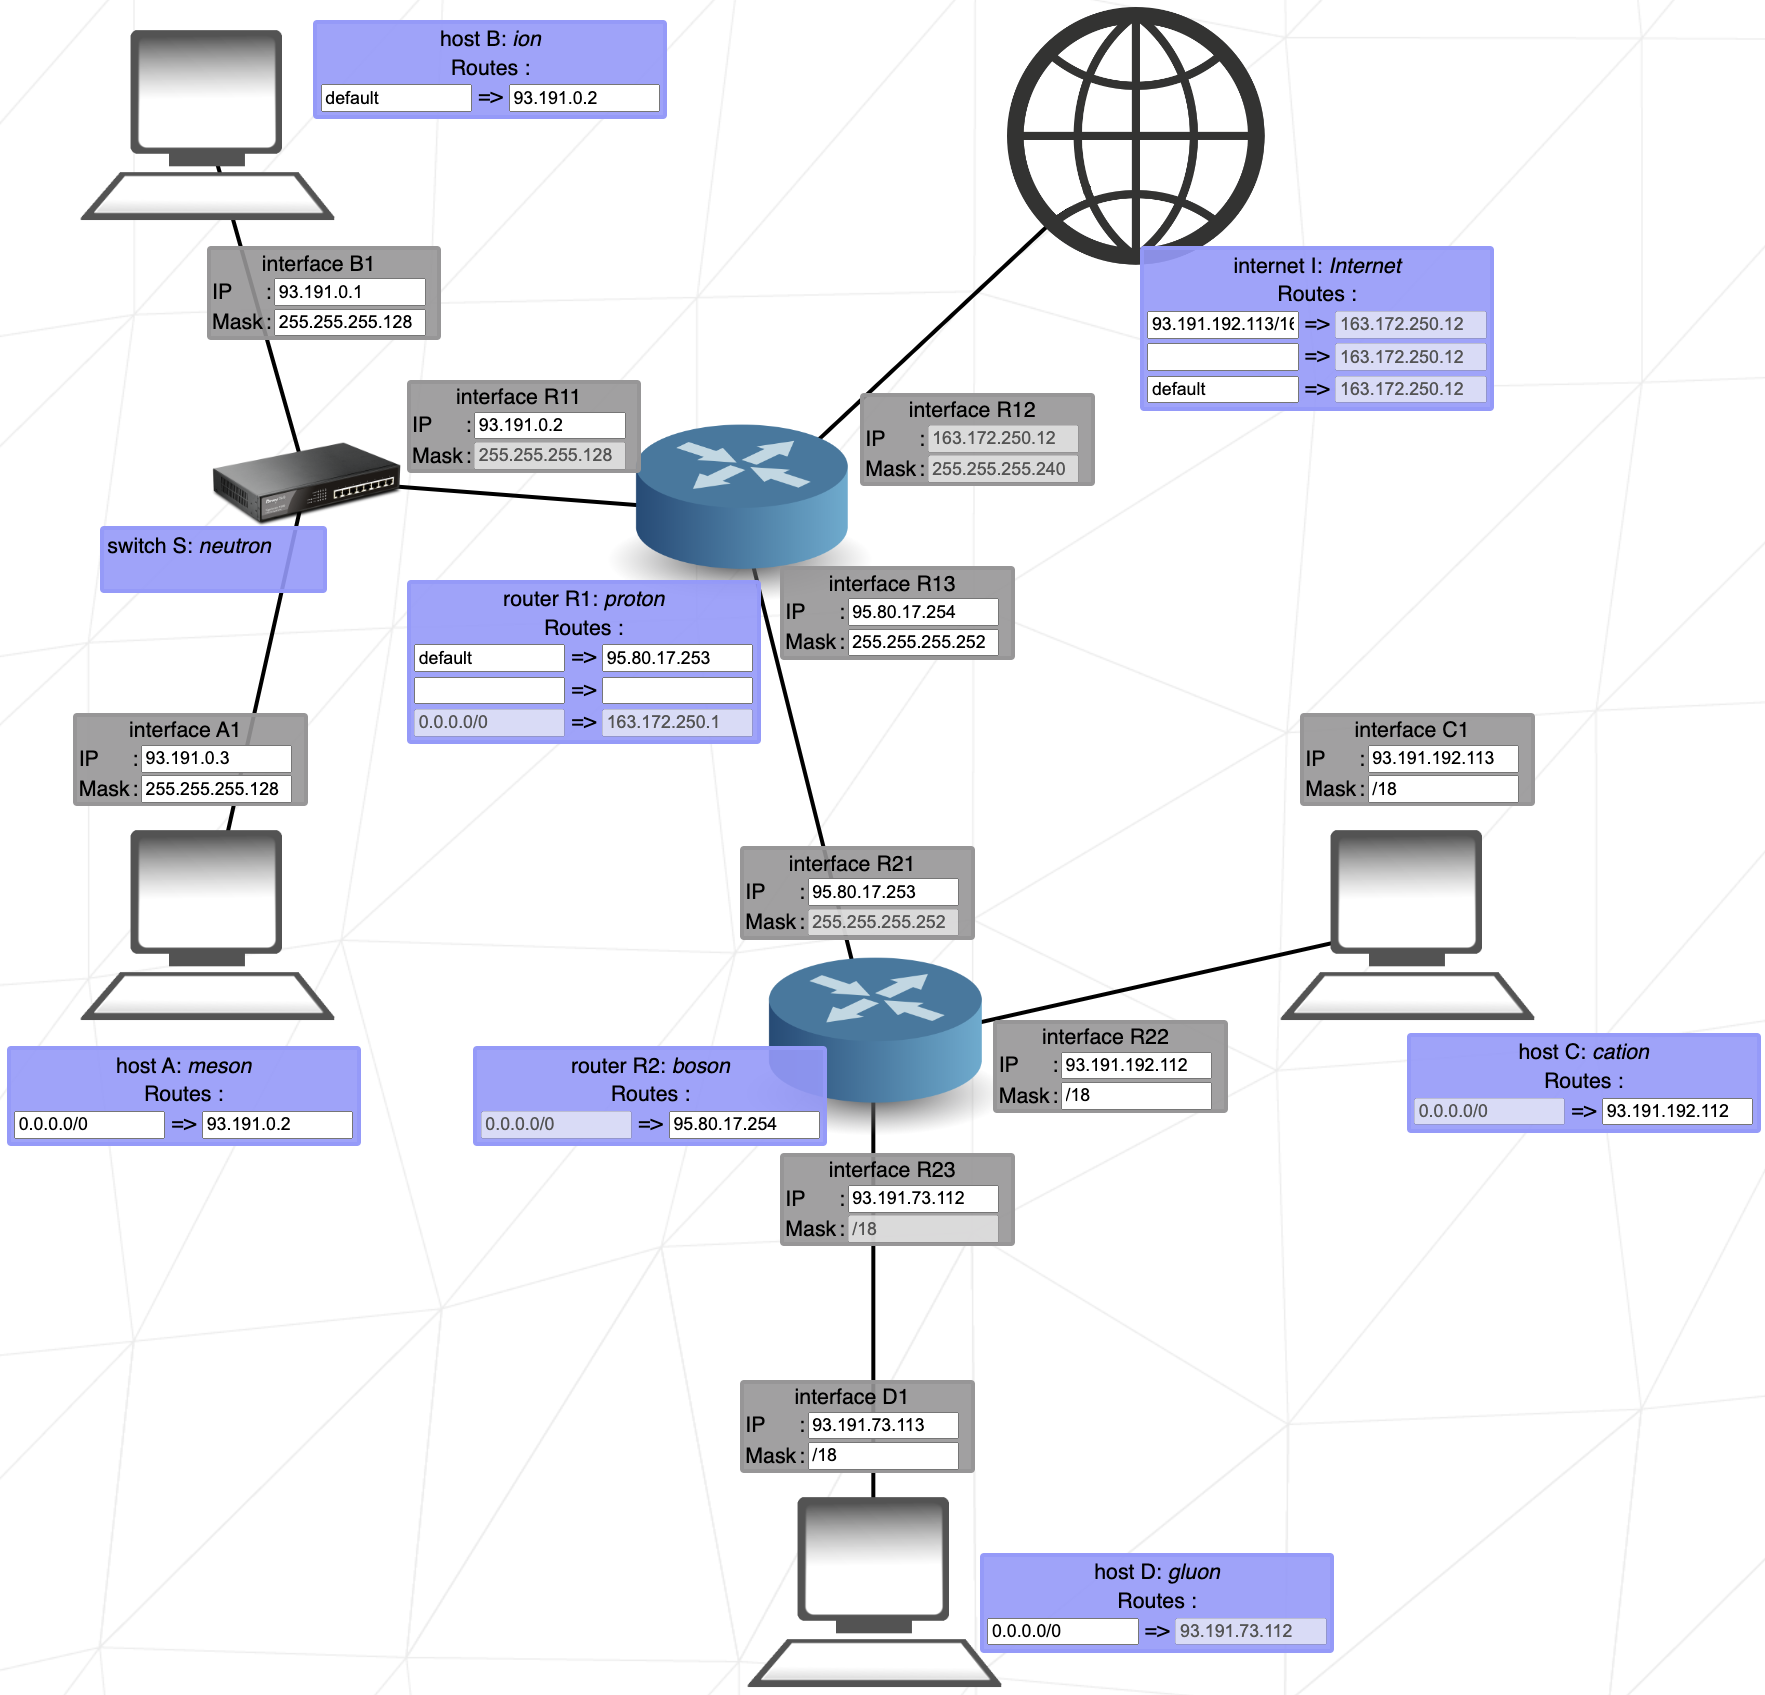 host B: ion
Routes :
default => 93.191.0.2
interface B1
IP : 93.191.0.1
Mask : 255.255.255.128
internet I: Internet
Routes :
93.191.192.113/16 => 163.172.250.12
=> 163.172.250.12
default => 163.172.250.12
interface R11
IP : 93.191.0.2
Mask : 255.255.255.128
interface R12
IP : 163.172.250.12
Mask : 255.255.255.240
switch S: neutron
interface R13
IP : 95.80.17.254
Mask : 255.255.255.252
router R1: proton
Routes :
default => 95.80.17.253
=>
0.0.0.0/0 => 163.172.250.1
interface A1
IP : 93.191.0.3
Mask : 255.255.255.128
interface C1
IP : 93.191.192.113
Mask : /18
interface R21
IP : 95.80.17.253
Mask : 255.255.255.252
host A: meson
Routes :
0.0.0.0/0 => 93.191.0.2
router R2: boson
Routes :
0.0.0.0/0 => 95.80.17.254
interface R22
IP : 93.191.192.112
Mask : /18
host C: cation
Routes :
0.0.0.0/0 => 93.191.192.112
interface R23
IP : 93.191.73.112
Mask : /18
interface D1
IP : 93.191.73.113
Mask : /18
host D: gluon
Routes :
0.0.0.0/0 => 93.191.73.112